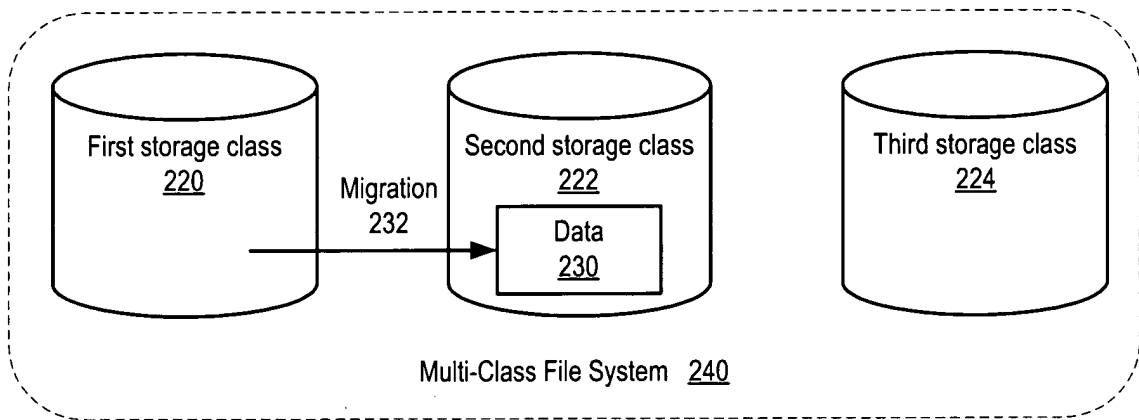 First storage class
220
Second storage class
222
Third storage class
224
Migration
232
Data
230
Multi-Class File System 240